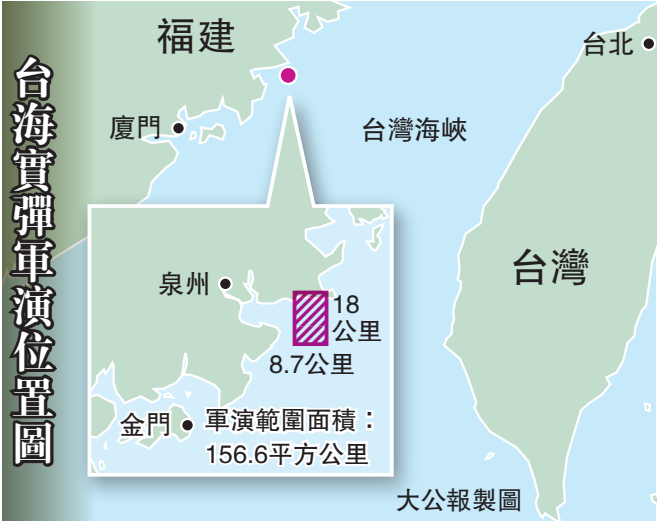 台海實彈軍演位置圖
福建
台北
廈門
台灣海峽
台灣
泉州
18
公里
8.7公里
金門
軍演範圍面積：
156.6平方公里
大公報製圖